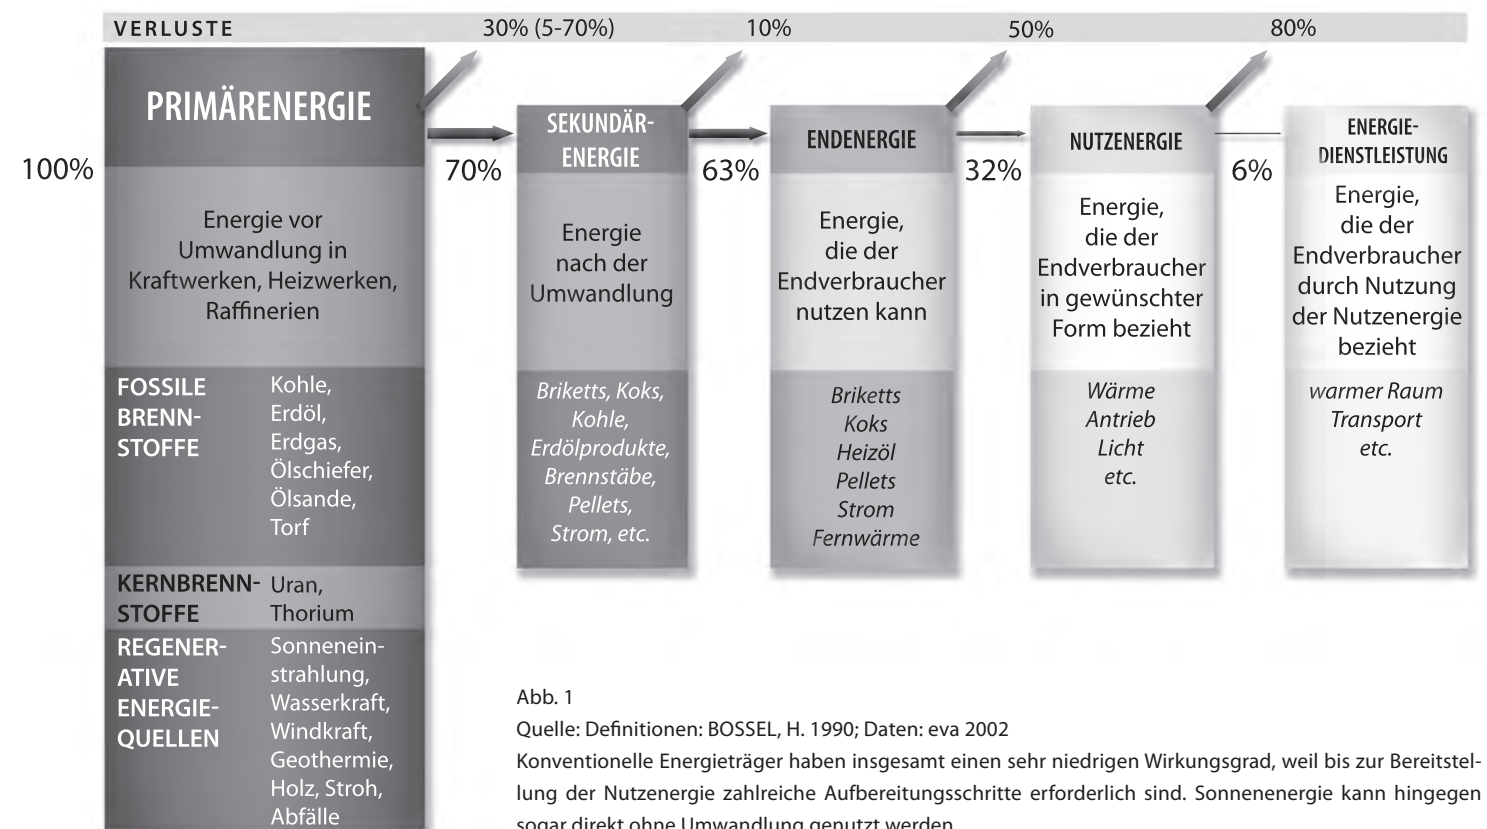 VERLUSTE 30% (5-70%) 10% 50% 80%
PRIMÄRENERGIE
100%
Energie vor
Umwandlung in
Kraftwerken, Heizwerken,
Raffinerien
FOSSILE
BRENN-
STOFFE
Kohle,
Erdöl,
Erdgas,
Ölschiefer,
Ölsande,
Torf
KERNBRENN-
STOFFE
Uran,
Thorium
REGENER-
ATIVE
ENERGIE-
QUELLEN
Sonnenein-
strahlung,
Wasserkraft,
Windkraft,
Geothermie,
Holz, Stroh,
Abfälle
70%
SEKUNDÄR-
ENERGIE
Energie
nach der
Umwandlung
Briketts, Koks,
Kohle,
Erdölprodukte,
Brennstäbe,
Pellets,
Strom, etc.
63%
ENDENERGIE
Energie,
die der
Endverbraucher
nutzen kann
Briketts
Koks
Heizöl
Pellets
Strom
Fernwärme
32%
NUTZENERGIE
Energie,
die der
Endverbraucher
in gewünschter
Form bezieht
Wärme
Antrieb
Licht
etc.
6%
ENERGIE-
DIENSTLEISTUNG
Energie,
die der
Endverbraucher
durch Nutzung
der Nutzenergie
bezieht
warmer Raum
Transport
etc.
Abb. 1
Quelle: Definitionen: BOSSEL, H. 1990; Daten: eva 2002
Konventionelle Energieträger haben insgesamt einen sehr niedrigen Wirkungsgrad, weil bis zur Bereitstel-
lung der Nutzenergie zahlreiche Aufbereitungsschritte erforderlich sind. Sonnenenergie kann hingegen
sogar direkt ohne Umwandlung genutzt werden